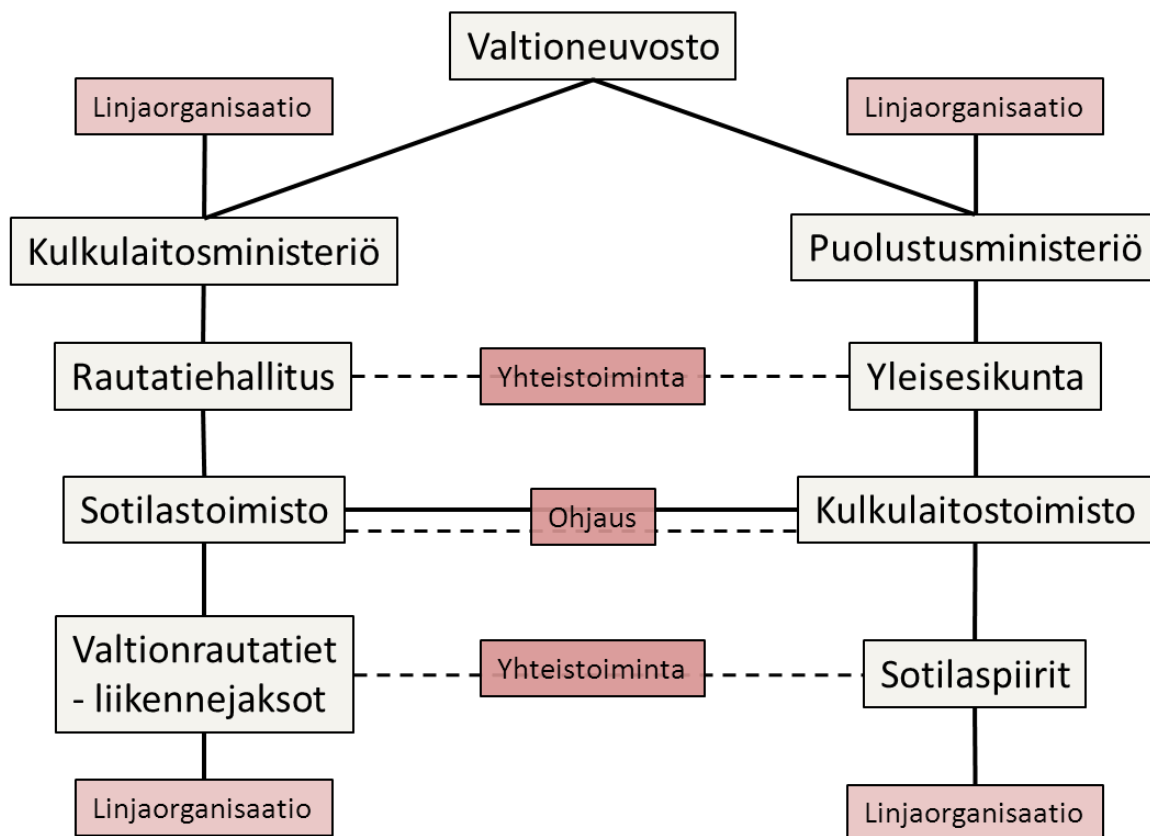 Valtioneuvosto
Linjaorganisaatio
Linjaorganisaatio
Kulkulaitosministeriö
Puolustusministeriö
Rautatiehallitus
Yhteistoiminta
Yleisesikunta
Sotilastoimisto
Ohjaus
Kulkulaitostoimisto
Valtionrautatiet
- liikennejaksot
Yhteistoiminta
Sotilaspiirit
Linjaorganisaatio
Linjaorganisaatio